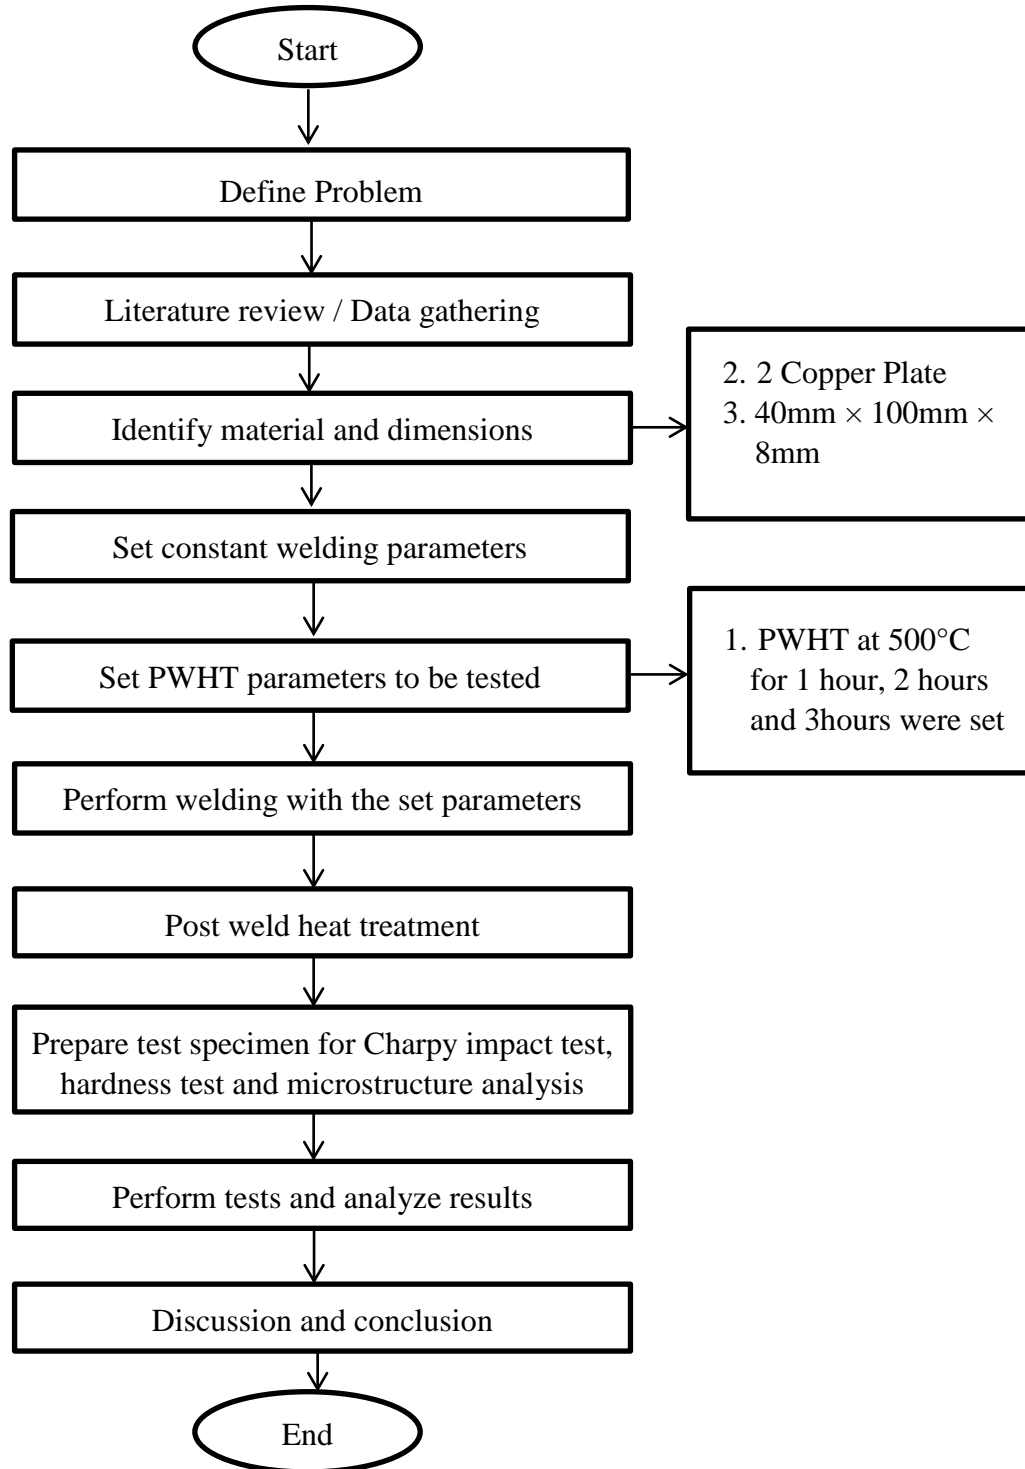 Start
Define Problem
Literature review / Data gathering
Identify material and dimensions
2. 2 Copper Plate
3. 40mm × 100mm ×
8mm
Set constant welding parameters
Set PWHT parameters to be tested
1. PWHT at 500°C
for 1 hour, 2 hours
and 3hours were set
Perform welding with the set parameters
Post weld heat treatment
Prepare test specimen for Charpy impact test,
hardness test and microstructure analysis
Perform tests and analyze results
Discussion and conclusion
End